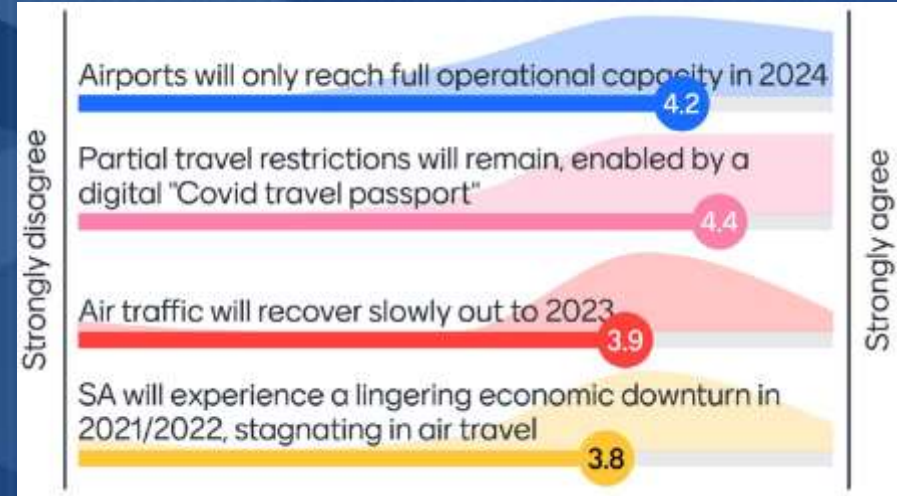 Strongly disagree
Airports will only reach full operational capacity in 2024
4.2
Partial travel restrictions will remain, enabled by a
digital "Covid travel passport"
4.4
Air traffic will recover slowly out to 2023
3.9
SA will experience a lingering economic downturn in
2021/2022, stagnating in air travel
3.8
Strongly agree